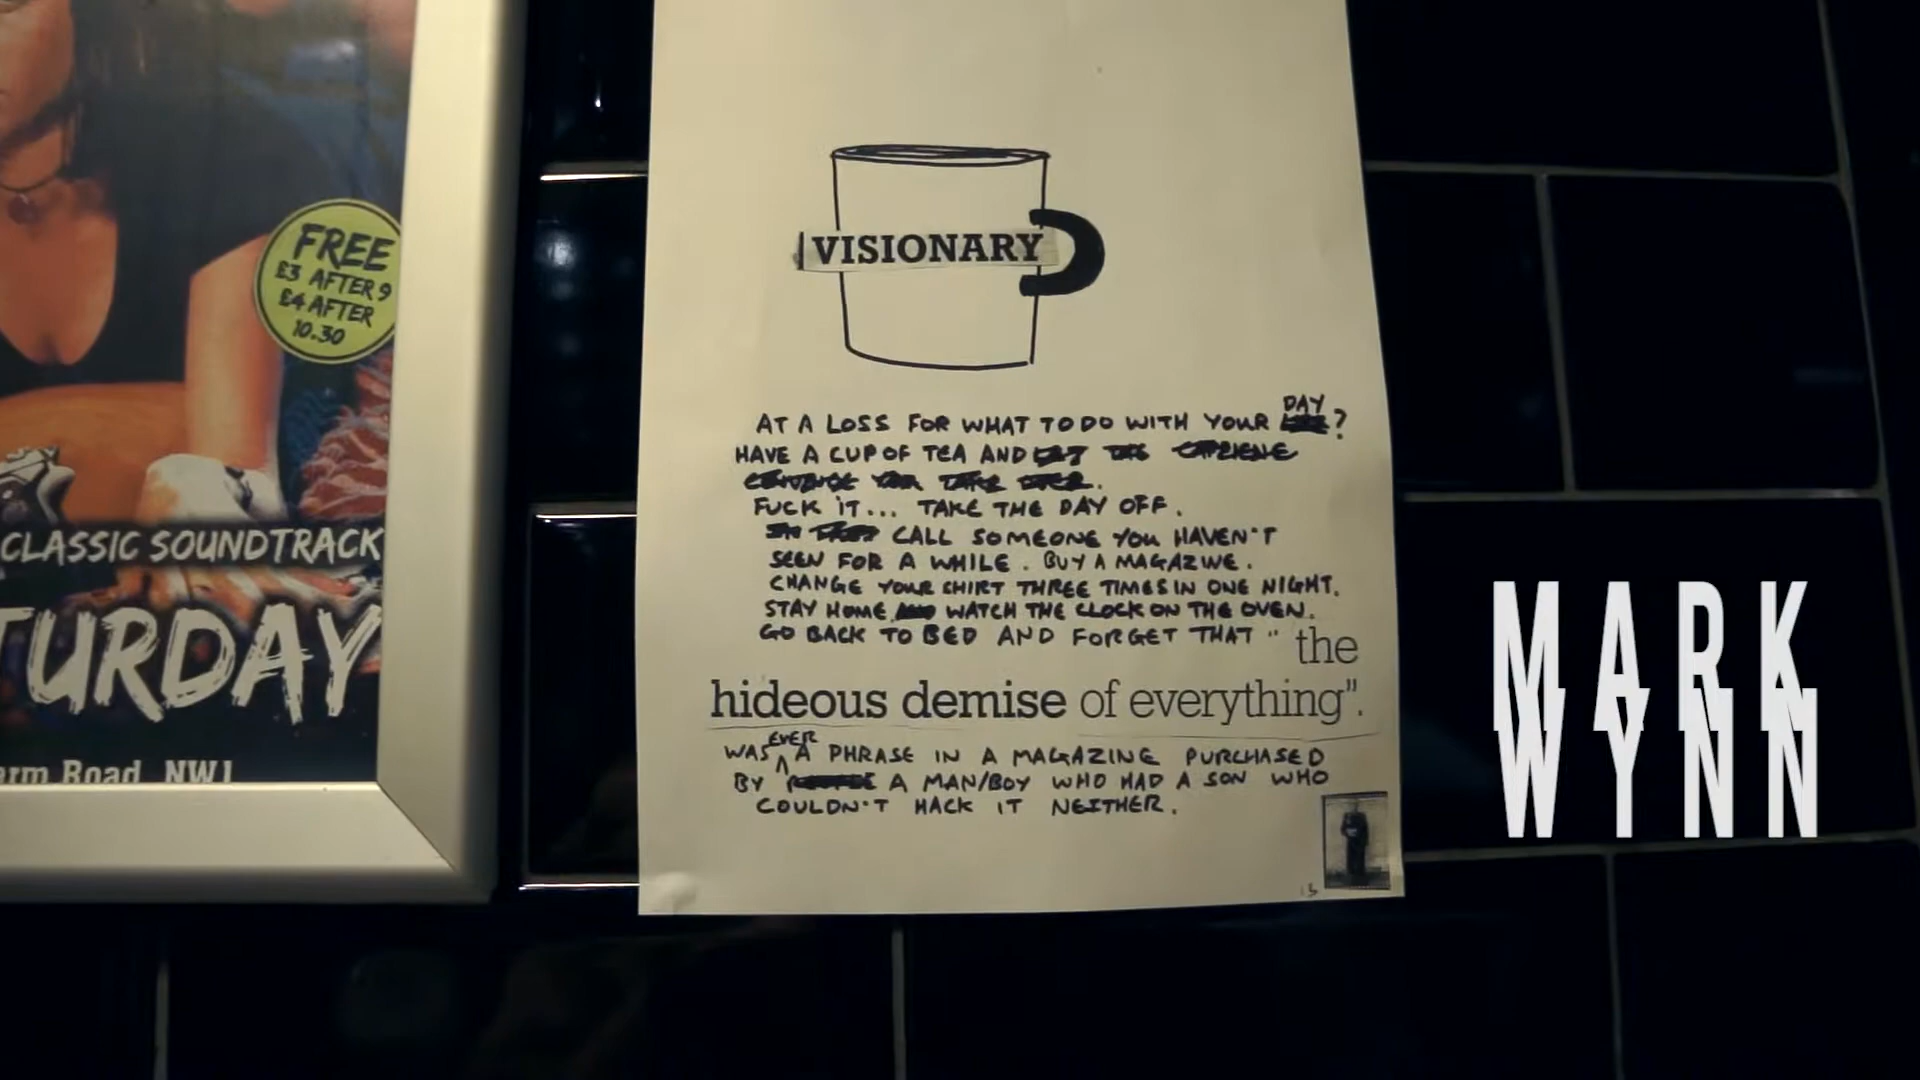 FREE
£3 AFTER 9
£4 AFTER
10.30
CLASSIC SOUNDTRACK
TURDAY
arm Road, NW1
VISIONARY
AT A LOSS FOR WHAT TO DO WITH YOUR DAY?
HAVE A CUP OF TEA AND
FUCK IT... TAKE THE DAY OFF.
CALL SOMEONE YOU HAVEN'T
SEEN FOR A WHILE. BUY A MAGAZINE.
CHANGE YOUR SHIRT THREE TIMES IN ONE NIGHT.
STAY HOME WATCH THE CLOCK ON THE OVEN.
GO BACK TO BED AND FORGET THAT " the
hideous demise of everything".
WAS EVER A PHRASE IN A MAGAZINE PURCHASED
BY A MAN/BOY WHO HAD A SON WHO
COULDN'T HACK IT NEITHER.
MARK
WYNN